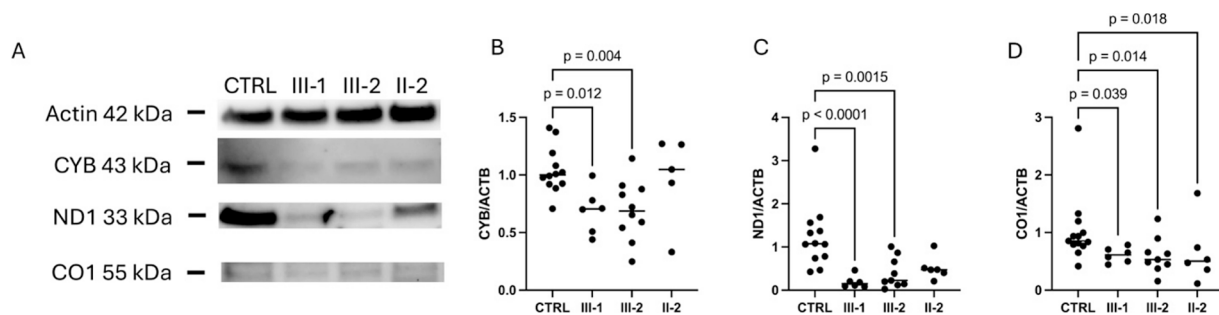 A
CTRL III-1 III-2 II-2
Actin 42 kDa
CYB 43 kDa
ND1 33 kDa
CO1 55 kDa
B
p = 0.004
p = 0.012
CYB/ACTB
1.5
1.0
0.5
0.0
CTRL III-1 III-2 II-2
C
p = 0.0015
p < 0.0001
ND1/ACTB
4
3
2
1
0
CTRL III-1 III-2 II-2
D
p = 0.018
p = 0.014
p = 0.039
CO1/ACTB
3
2
1
0
CTRL III-1 III-2 II-2